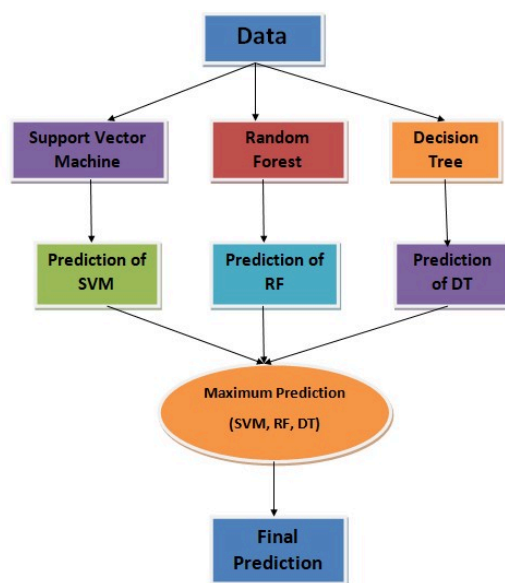 Data
Support Vector
Machine
Random
Forest
Decision
Tree
Prediction of
SVM
Prediction of
RF
Prediction
of DT
Maximum Prediction
(SVM, RF, DT)
Final
Prediction